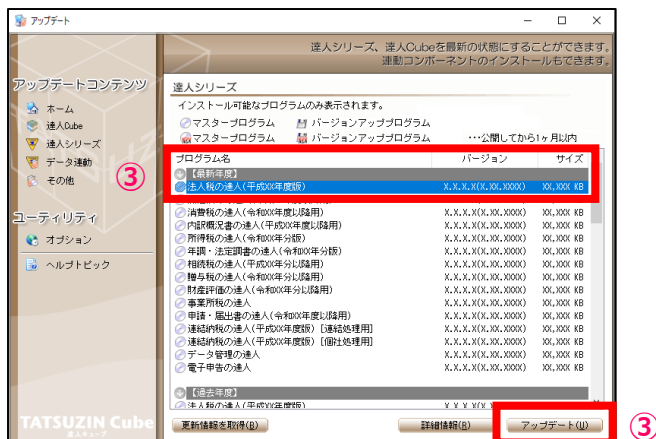 アップデート
達人シリーズ、達人Cubeを最新の状態にすることができます。
連動コンポーネントのインストールもできます。
アップデートコンテンツ
ホーム
達人Cube
達人シリーズ
データ連動
その他
③
ユーティリティ
オプション
ヘルプトピック
達人シリーズ
インストール可能なプログラムのみ表示されます。
マスタープログラム バージョンアッププログラム
マスタープログラム バージョンアッププログラム ・・・公開してから1ヶ月以内
プログラム名 バージョン サイズ
【最新年度】
法人税の達人(平成XX年度版) X.X.X.X(X.XX.XXXX) XX,XXX KB
消費税の達人(令和XX年度以降用) X.X.X.X(X.XX.XXXX) XX,XXX KB
内訳概況書の達人(平成XX年度以降用) X.X.X.X(X.XX.XXXX) XX,XXX KB
所得税の達人(令和XX年分版) X.X.X.X(X.XX.XXXX) XX,XXX KB
年調・法定調書の達人(令和XX年分版) X.X.X.X(X.XX.XXXX) XX,XXX KB
相続税の達人(平成XX年分以降用) X.X.X.X(X.XX.XXXX) XX,XXX KB
贈与税の達人(令和XX年分以降用) X.X.X.X(X.XX.XXXX) XX,XXX KB
財産評価の達人(令和XX年分以降用) X.X.X.X(X.XX.XXXX) XX,XXX KB
事業所税の達人 X.X.X.X(X.XX.XXXX) XX,XXX KB
申請・届出書の達人(令和XX年度以降用) X.X.X.X(X.XX.XXXX) XX,XXX KB
連結納税の達人(平成XX年度版)［連結処理用］ X.X.X.X(X.XX.XXXX) XX,XXX KB
連結納税の達人(平成XX年度版)［個社処理用］ X.X.X.X(X.XX.XXXX) XX,XXX KB
データ管理の達人 X.X.X.X(X.XX.XXXX) XX,XXX KB
電子申告の達人 X.X.X.X(X.XX.XXXX) XX,XXX KB
【過去年度】
法人税の達人(平成XX年度版)
TATSUZIN Cube
達人キューブ
更新情報を取得(R) 詳細情報(R) アップデート(U)
③